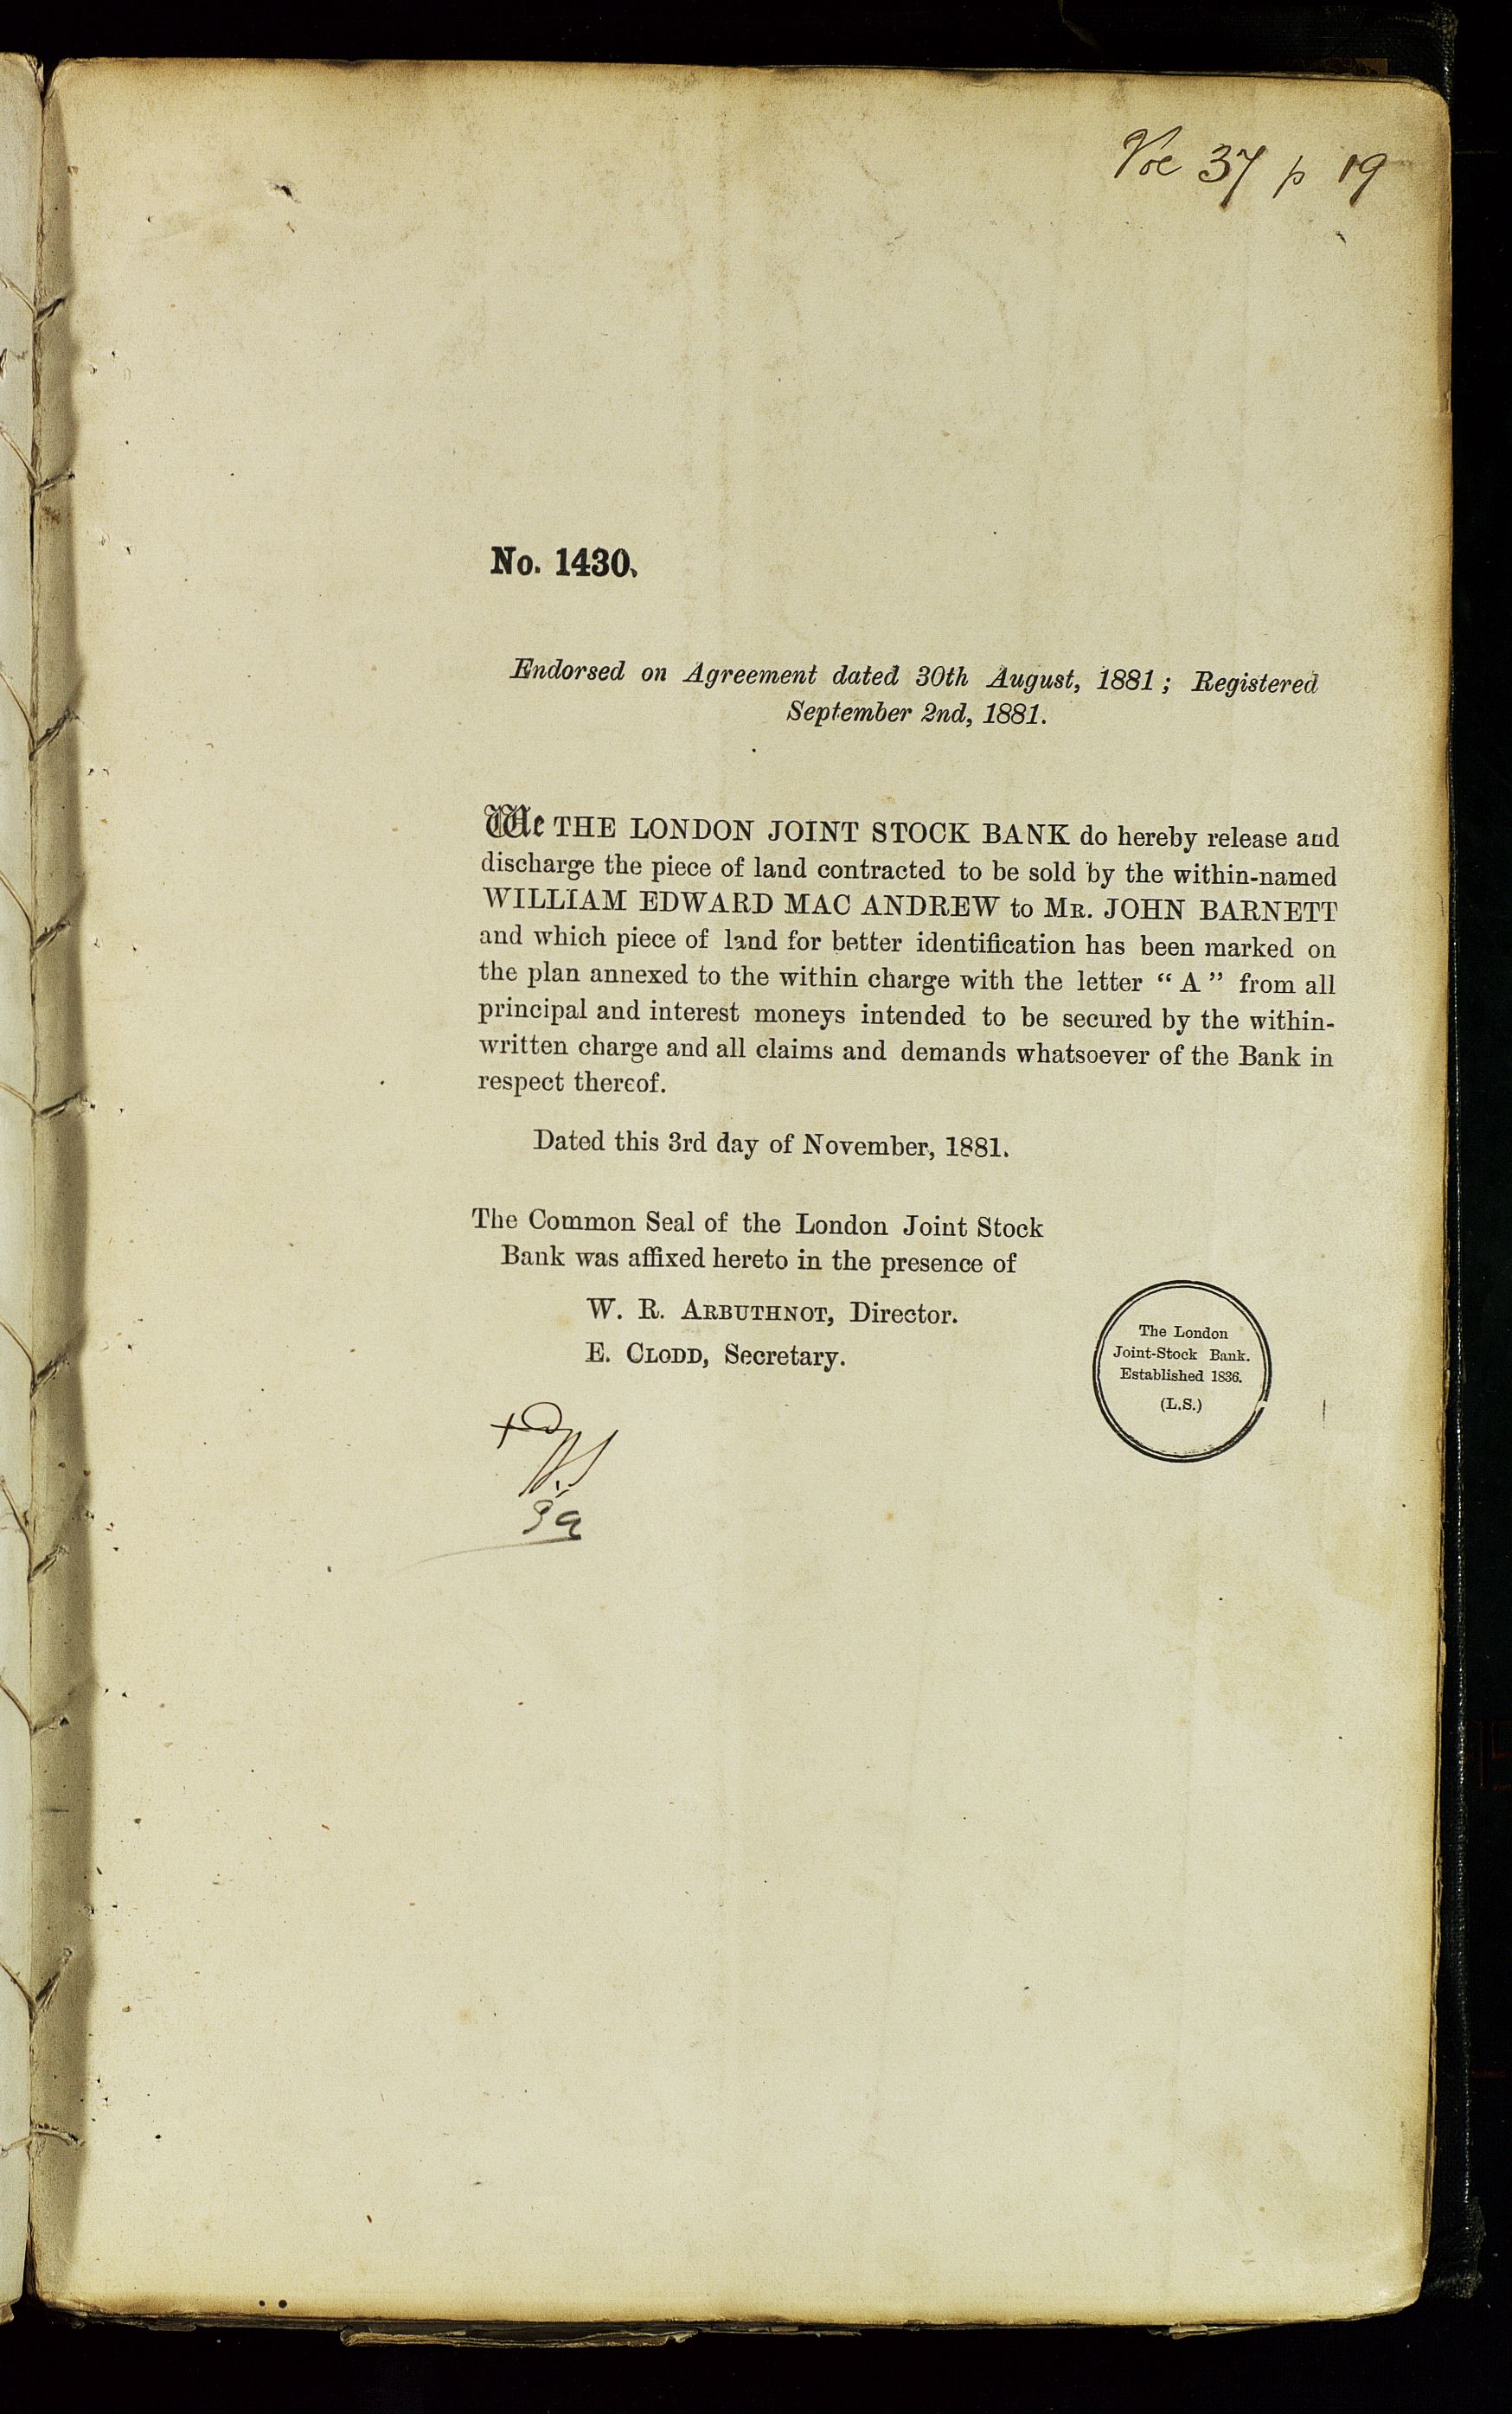 Vol 37 p 19
No. 1430.
Endorsed on Agreement dated 30th August, 1881; Registered
September 2nd, 1881.
We THE LONDON JOINT STOCK BANK do hereby release and
discharge the piece of land contracted to be sold by the within-named
WILLIAM EDWARD MAC ANDREW to MR. JOHN BARNETT
and which piece of land for better identification has been marked on
the plan annexed to the within charge with the letter “ A ” from all
principal and interest moneys intended to be secured by the within-
written charge and all claims and demands whatsoever of the Bank in
respect thereof.
Dated this 3rd day of November, 1881.
The Common Seal of the London Joint Stock
Bank was affixed hereto in the presence of
W. R. ARBUTHNOT, Director.
E. CLODD, Secretary.
The London
Joint-Stock Bank.
Established 1836.
(L.S.)